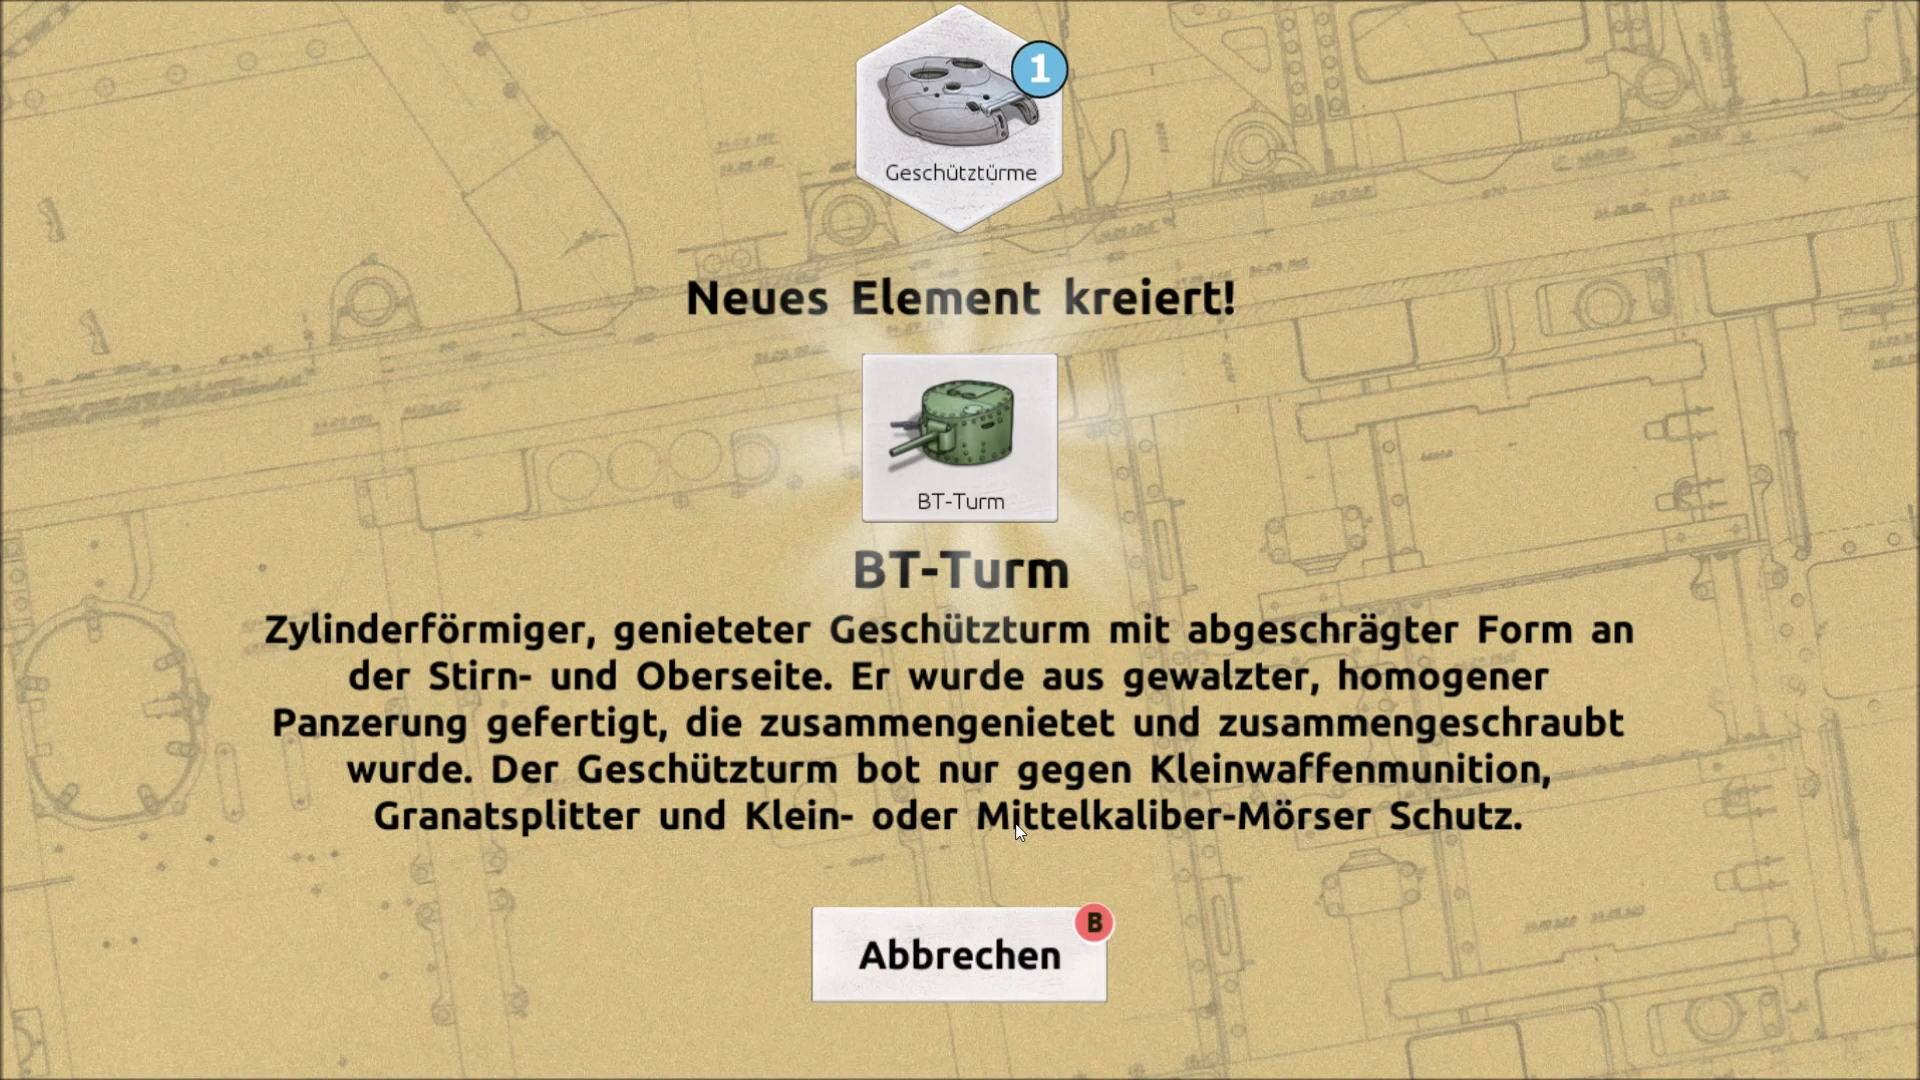 1
Geschütztürme
Neues Element kreiert!
BT-Turm
BT-Turm
Zylinderförmiger, genieteter Geschützturm mit abgeschrägter Form an
der Stirn- und Oberseite. Er wurde aus gewalzter, homogener
Panzerung gefertigt, die zusammengenietet und zusammengeschraubt
wurde. Der Geschützturm bot nur gegen Kleinwaffenmunition,
Granatsplitter und Klein- oder Mittelkaliber-Mörser Schutz.
B
Abbrechen